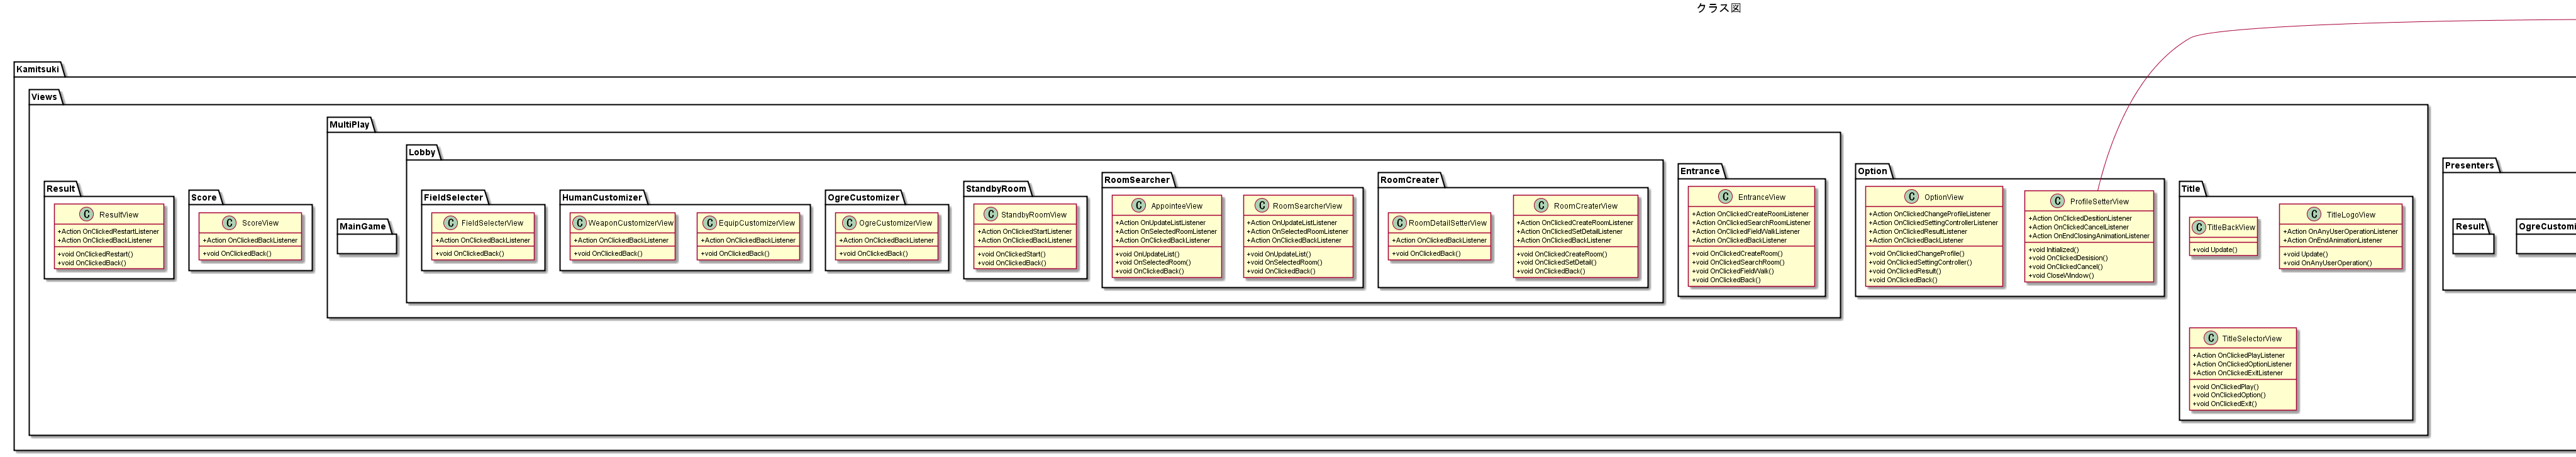 クラス図
Kamitsuki
Views
Result
ResultView
+Action OnClickedRestartListener
+Action OnClickedBackListener
+void OnClickedRestart()
+void OnClickedBack()
Score
ScoreView
+Action OnClickedBackListener
+void OnClickedBack()
MultiPlay
MainGame
Lobby
FieldSelecter
FieldSelecterView
+Action OnClickedBackListener
+void OnClickedBack()
HumanCustomizer
WeaponCustomizerView
+Action OnClickedBackListener
+void OnClickedBack()
EquipCustomizerView
+Action OnClickedBackListener
+void OnClickedBack()
OgreCustomizer
OgreCustomizerView
+Action OnClickedBackListener
+void OnClickedBack()
StandbyRoom
StandbyRoomView
+Action OnClickedStartListener
+Action OnClickedBackListener
+void OnClickedStart()
+void OnClickedBack()
RoomSearcher
AppointeeView
+Action OnUpdateListListener
+Action OnSelectedRoomListener
+Action OnClickedBackListener
+void OnUpdateList()
+void OnSelectedRoom()
+void OnClickedBack()
RoomSearcherView
+Action OnUpdateListListener
+Action OnSelectedRoomListener
+Action OnClickedBackListener
+void OnUpdateList()
+void OnSelectedRoom()
+void OnClickedBack()
RoomCreater
RoomDetailSetterView
+Action OnClickedBackListener
+void OnClickedBack()
RoomCreaterView
+Action OnClickedCreateRoomListener
+Action OnClickedSetDetailListener
+Action OnClickedBackListener
+void OnClickedCreateRoom()
+void OnClickedSetDetail()
+void OnClickedBack()
Entrance
EntranceView
+Action OnClickedCreateRoomListener
+Action OnClickedSearchRoomListener
+Action OnClickedFieldWalkListener
+Action OnClickedBackListener
+void OnClickedCreateRoom()
+void OnClickedSearchRoom()
+void OnClickedFieldWalk()
+void OnClickedBack()
Option
OptionView
+Action OnClickedChangeProfileListener
+Action OnClickedSettingControllerListener
+Action OnClickedResultListener
+Action OnClickedBackListener
+void OnClickedChangeProfile()
+void OnClickedSettingController()
+void OnClickedResult()
+void OnClickedBack()
ProfileSetterView
+Action OnClickedDesitionListener
+Action OnClickedCancelListener
+Action OnEndClosingAnimationListener
+void Initialized()
+void OnClickedDesision()
+void OnClickedCancel()
+void CloseWindow()
Title
TitleBackView
+void Update()
TitleLogoView
+Action OnAnyUserOperationListener
+Action OnEndAnimationListener
+void Update()
+void OnAnyUserOperation()
TitleSelectorView
+Action OnClickedPlayListener
+Action OnClickedOptionListener
+Action OnClickedExitListener
+void OnClickedPlay()
+void OnClickedOption()
+void OnClickedExit()
Presenters
Result
OgreCustomi